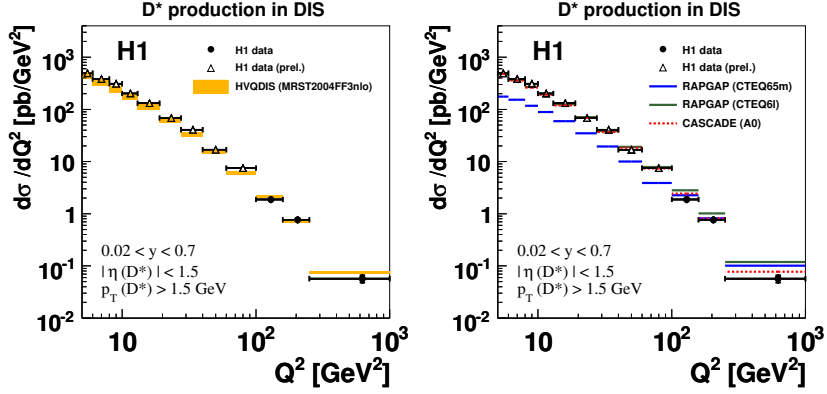 D* production in DIS
H1
H1 data
H1 data (prel.)
HVQDIS (MRST2004FF3nlo)
dσ/dQ² [pb/GeV²]
10³
10²
10
1
10⁻¹
10⁻²
0.02 < y < 0.7
| η (D*) | < 1.5
p_T (D*) > 1.5 GeV
10
10²
10³
Q² [GeV²]
D* production in DIS
H1
H1 data
H1 data (prel.)
RAPGAP (CTEQ65m)
RAPGAP (CTEQ6l)
CASCADE (A0)
dσ/dQ² [pb/GeV²]
10³
10²
10
1
10⁻¹
10⁻²
0.02 < y < 0.7
| η (D*) | < 1.5
p_T (D*) > 1.5 GeV
10
10²
10³
Q² [GeV²]